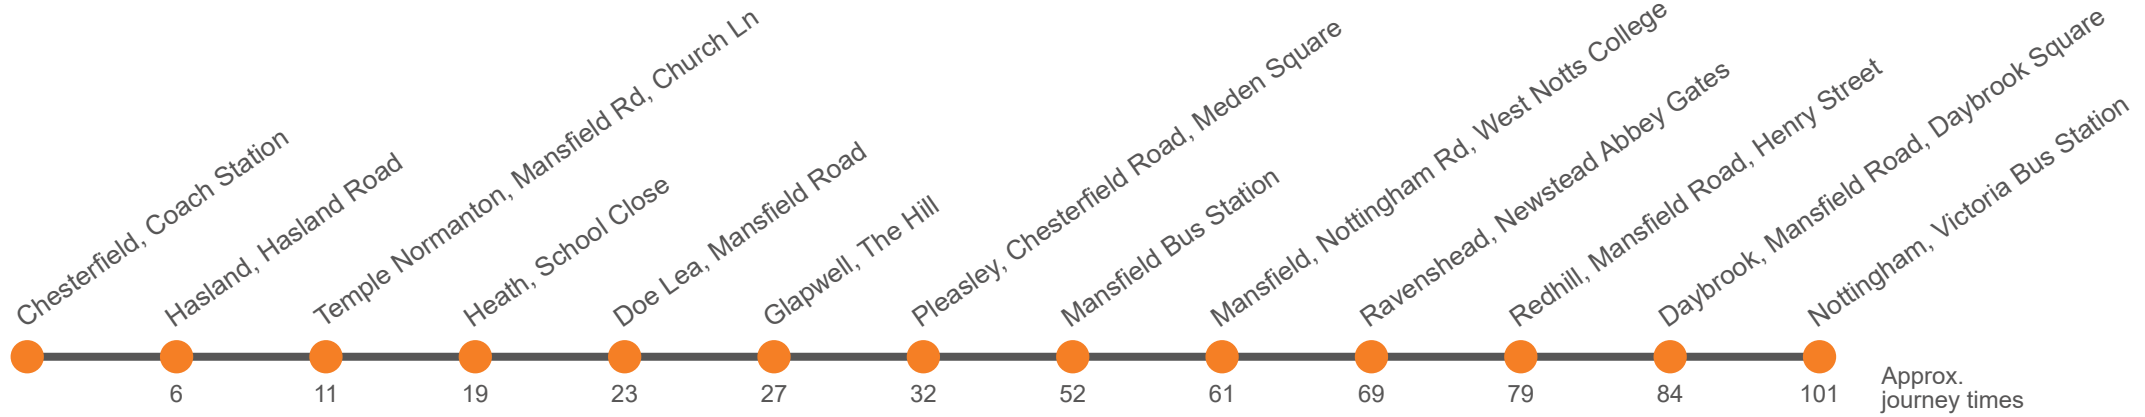 Chesterfield, Coach Station
Hasland, Hasland Road
Temple Normanton, Mansfield Rd, Church Ln
Heath, School Close
Doe Lea, Mansfield Road
Glapwell, The Hill
Pleasley, Chesterfield Road, Meden Square
Mansfield Bus Station
Mansfield, Nottingham Rd, West Notts College
Ravenshead, Newstead Abbey Gates
Redhill, Mansfield Road, Henry Street
Daybrook, Mansfield Road, Daybrook Square
Nottingham, Victoria Bus Station
6 11 19 23 27 32 52 61 69 79 84 101
Approx.
journey times